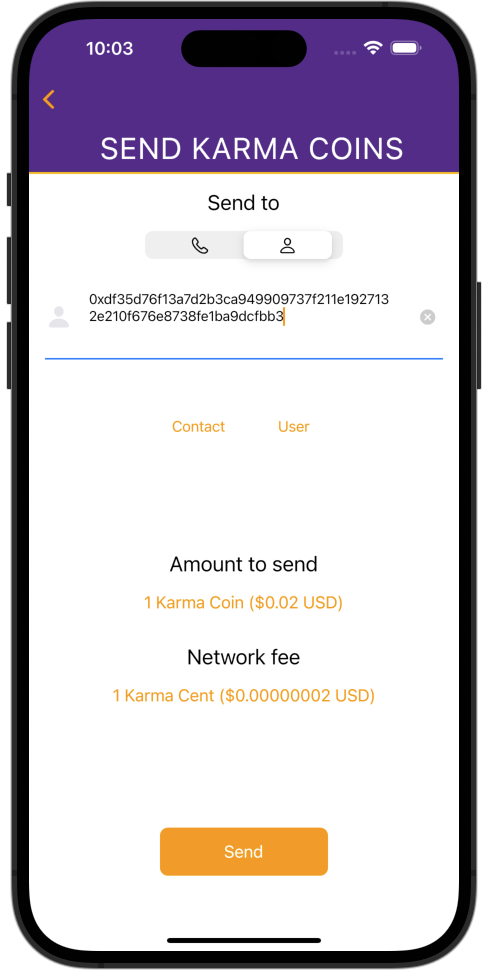 10:03
SEND KARMA COINS
Send to
0xdf35d76f13a7d2b3ca949909737f211e192713
2e210f676e8738fe1ba9dcfbb3
Contact User
Amount to send
1 Karma Coin ($0.02 USD)
Network fee
1 Karma Cent ($0.00000002 USD)
Send